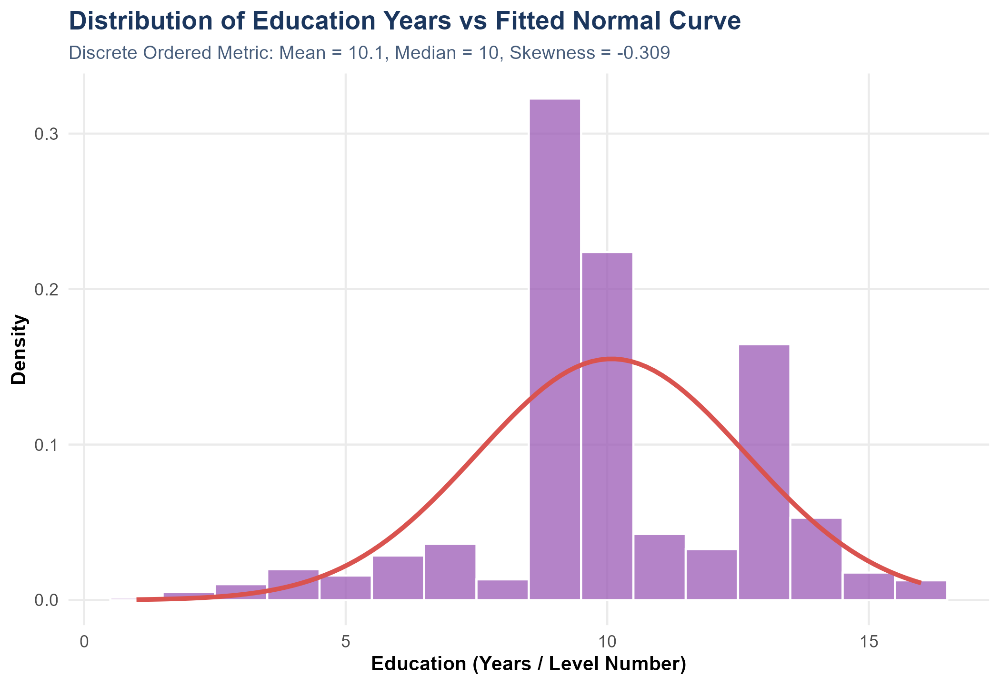 Distribution of Education Years vs Fitted Normal Curve
Discrete Ordered Metric: Mean = 10.1, Median = 10, Skewness = -0.309
0.3
0.2
0.1
0.0
Density
0 5 10 15
Education (Years / Level Number)